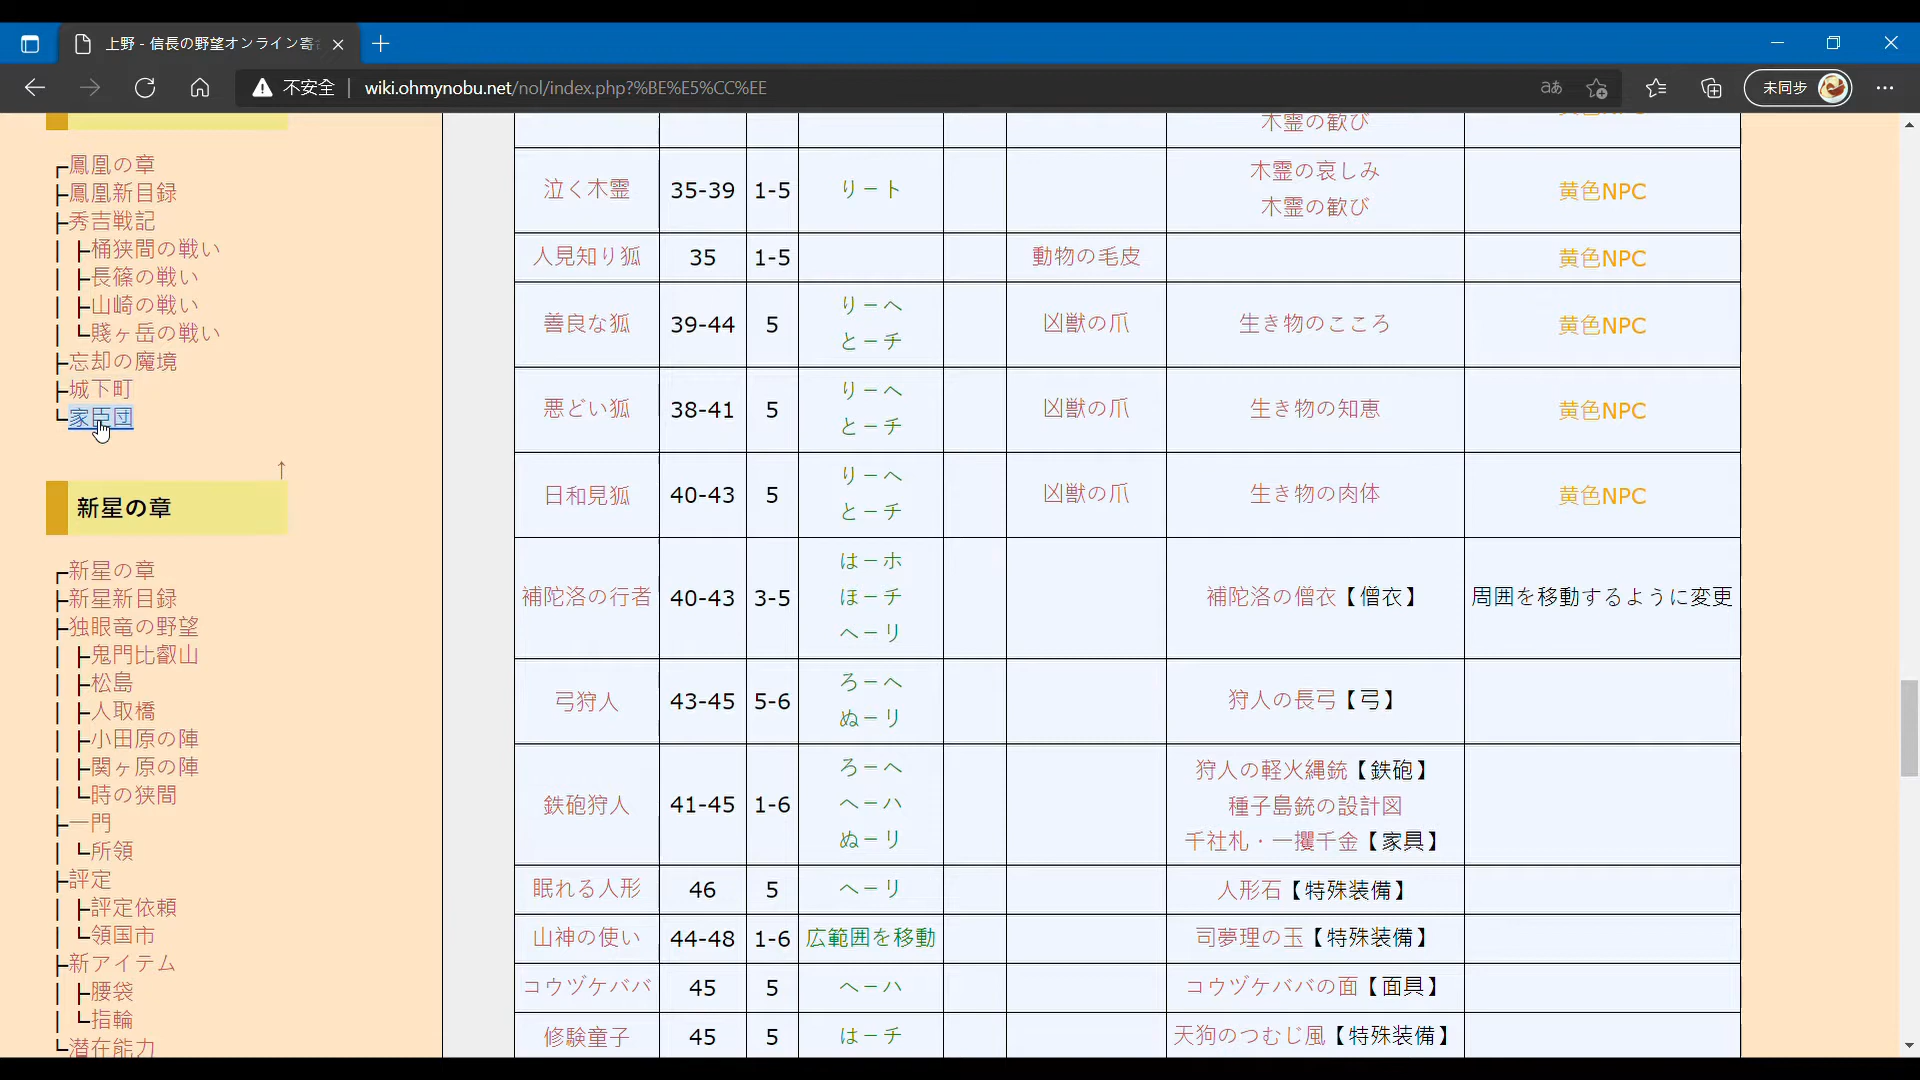 上野 - 信長の野望オンライン寄
不安全
wiki.ohmynobu.net/nol/index.php?%BE%E5%CC%EE
aあ
未同步
┌鳳凰の章
├鳳凰新目録
├秀吉戦記
│ ├桶狭間の戦い
│ ├長篠の戦い
│ ├山崎の戦い
│ └賤ヶ岳の戦い
├忘却の魔境
├城下町
└家臣団
↑
新星の章
┌新星の章
├新星新目録
├独眼竜の野望
│ ├鬼門比叡山
│ ├松島
│ ├人取橋
│ ├小田原の陣
│ ├関ヶ原の陣
│ └時の狭間
├一門
│ └所領
├評定
│ ├評定依頼
│ └領国市
├新アイテム
│ ├腰袋
│ └指輪
└潜在能力
木霊の歓び
泣く木霊 35-39 1-5 り－ト 木霊の哀しみ 黄色NPC
木霊の歓び
人見知り狐 35 1-5 動物の毛皮 黄色NPC
善良な狐 39-44 5 り－ヘ 凶獣の爪 生き物のこころ 黄色NPC
と－チ
悪どい狐 38-41 5 り－ヘ 凶獣の爪 生き物の知恵 黄色NPC
と－チ
日和見狐 40-43 5 り－ヘ 凶獣の爪 生き物の肉体 黄色NPC
と－チ
は－ホ
補陀洛の行者 40-43 3-5 ほ－チ 補陀洛の僧衣【僧衣】 周囲を移動するように変更
へ－リ
弓狩人 43-45 5-6 ろ－ヘ 狩人の長弓【弓】
ぬ－リ
ろ－ヘ 狩人の軽火縄銃【鉄砲】
鉄砲狩人 41-45 1-6 へ－ハ 種子島銃の設計図
ぬ－リ 千社札・一攫千金【家具】
眠れる人形 46 5 へ－リ 人形石【特殊装備】
山神の使い 44-48 1-6 広範囲を移動 司夢理の玉【特殊装備】
コウヅケババ 45 5 へ－ハ コウヅケババの面【面具】
修験童子 45 5 は－チ 天狗のつむじ風【特殊装備】